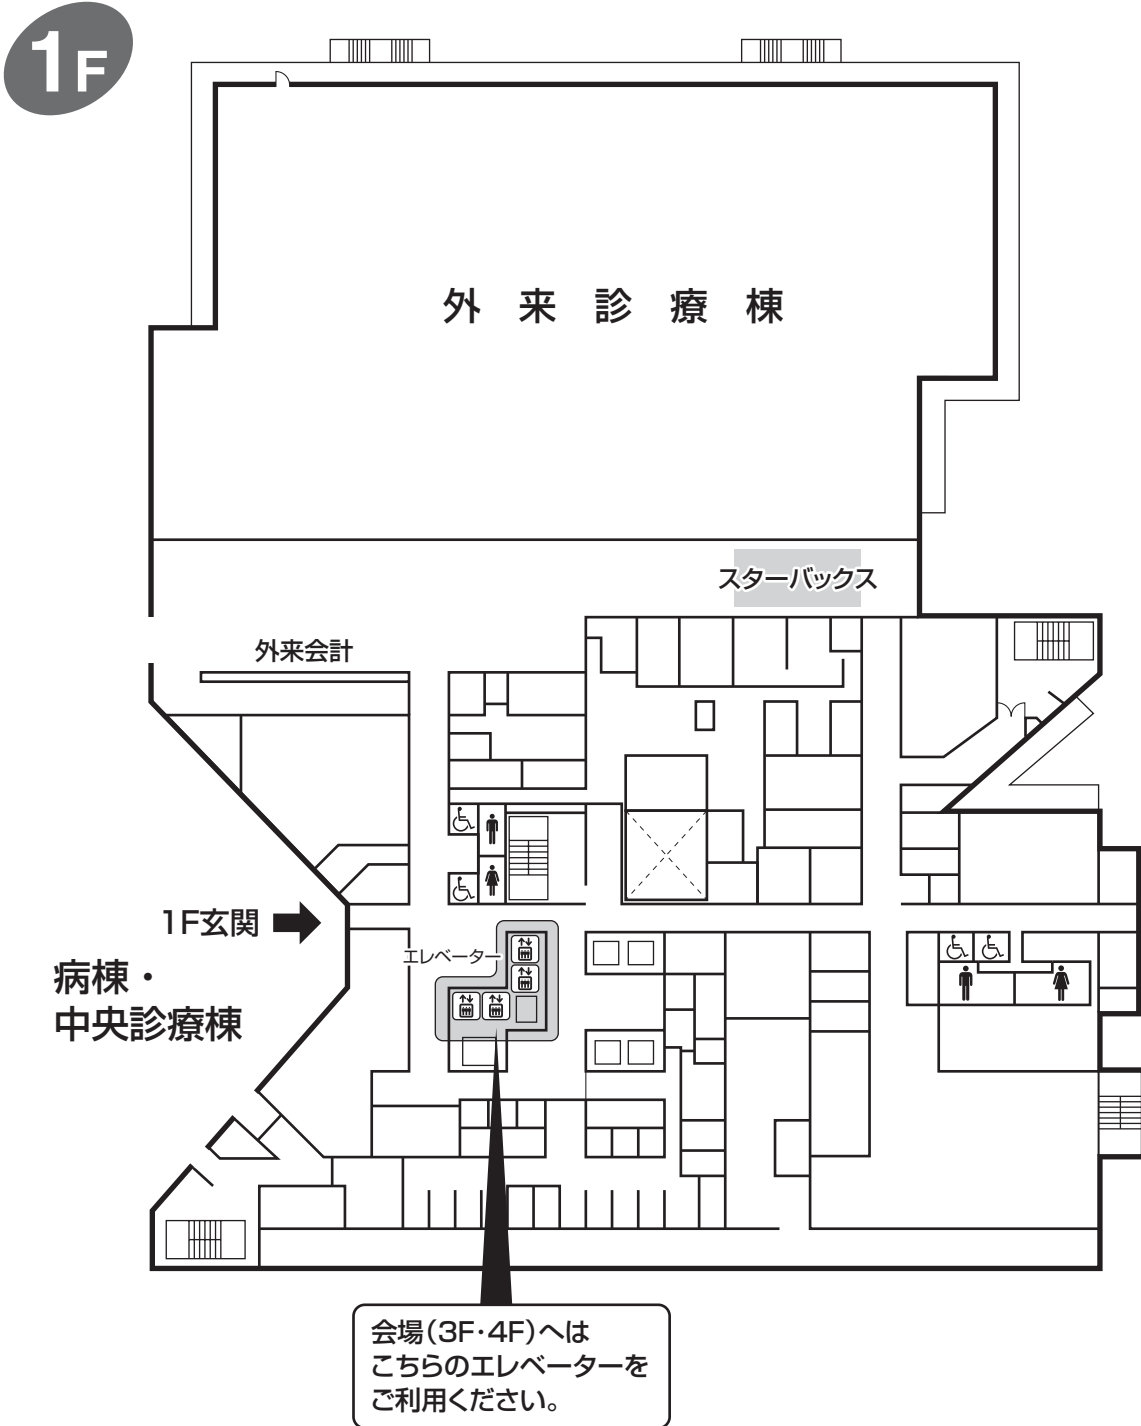 1F
外来診療棟
スターバックス
外来会計
1F玄関
エレベーター
病棟・
中央診療棟
会場(3F・4F)へは
こちらのエレベーターを
ご利用ください。